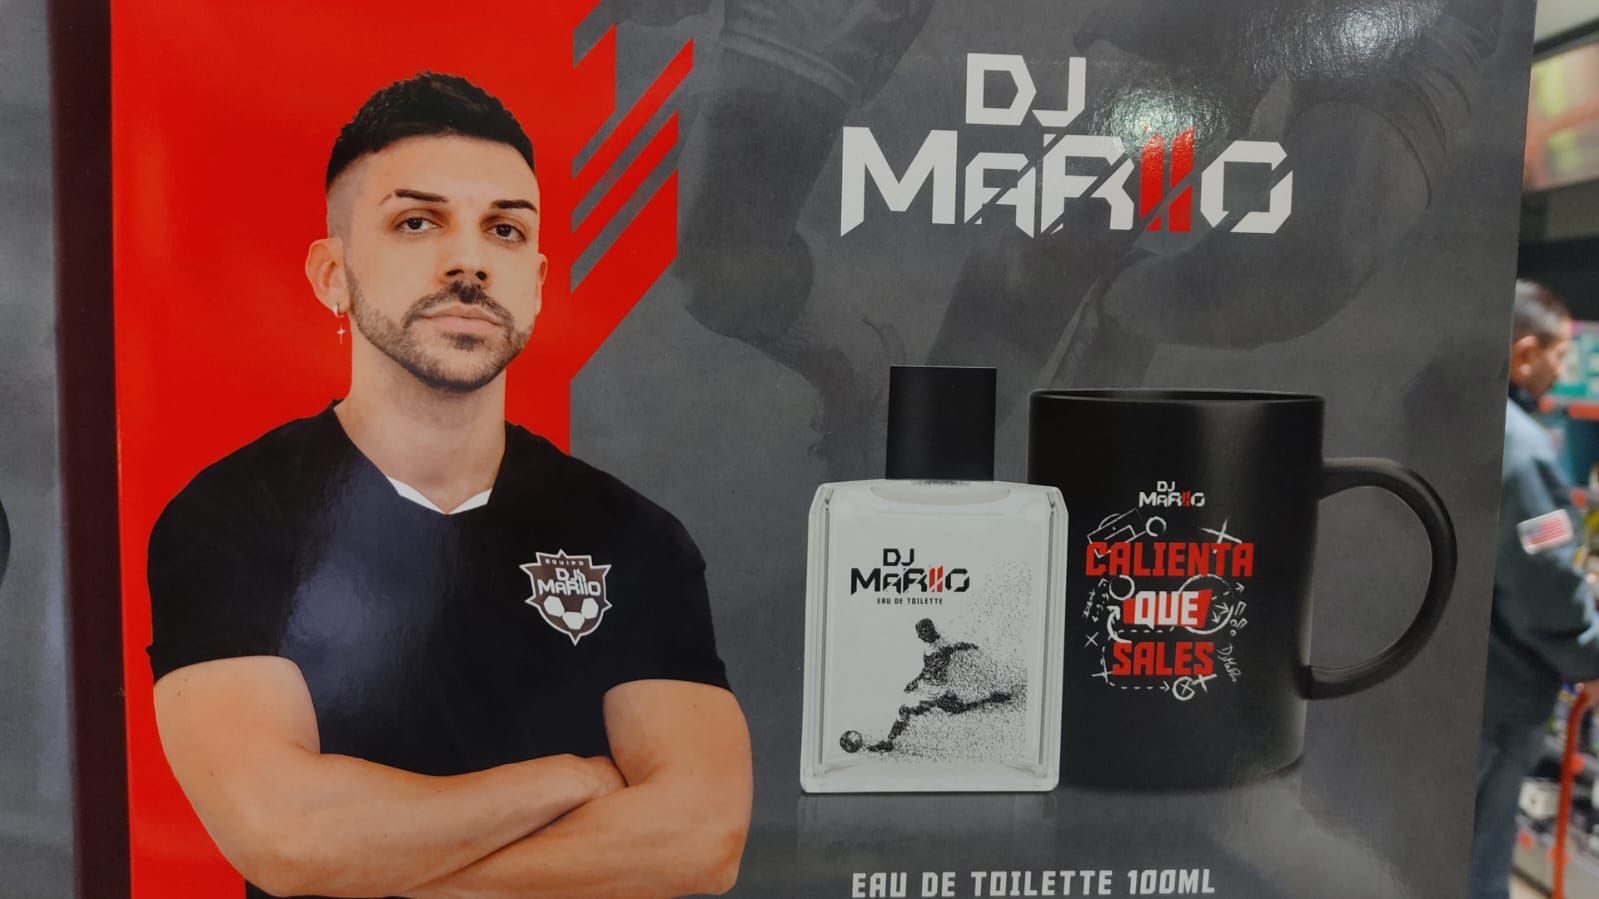 DJ
MARIIO
EQUIPO
DJ
MARIIO
DJ
MARIIO
EAU DE TOILETTE
DJ
MARIIO
CALIENTA
QUE
SALES
EAU DE TOILETTE 100ML